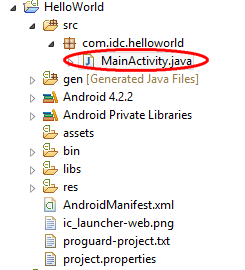 HelloWorld
src
com.idc.helloworld
MainActivity.java
gen [Generated Java Files]
Android 4.2.2
Android Private Libraries
assets
bin
libs
res
AndroidManifest.xml
ic_launcher-web.png
proguard-project.txt
project.properties